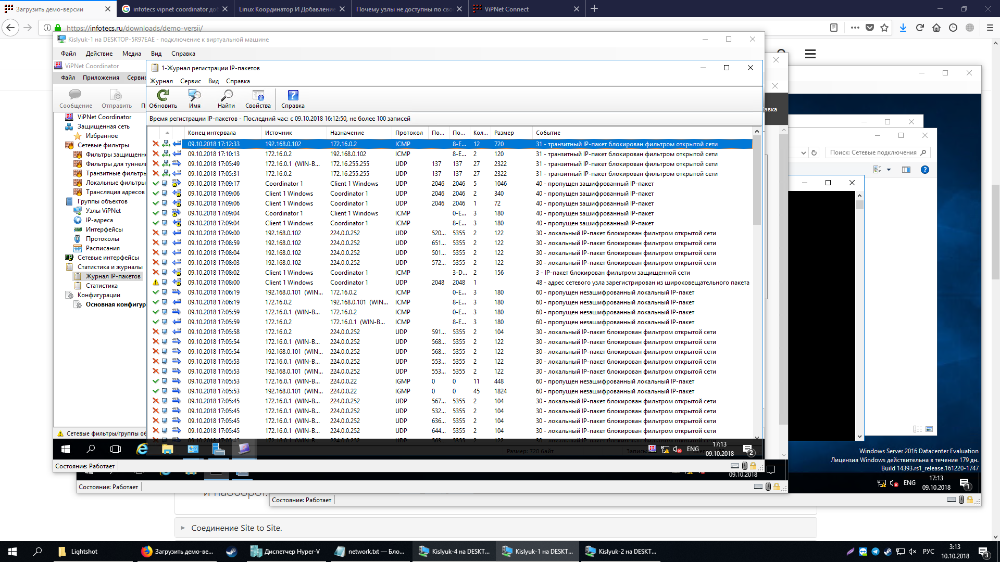 Загрузить демо-версии
infotecs vipnet coordinator до
Linux Координатор И Добавление
Почему узлы не доступны по сво
ViPNet Connect
https://infotecs.ru/downloads/demo-versii/
Kislyuk-1 на DESKTOP-5R97EAE - подключение к виртуальной машине
Файл Действие Медиа Вид Справка
ViPNet Coordinator
Файл Приложения Сервис
Сообщение Отправить
ViPNet Coordinator
Защищенная сеть
Избранное
Сетевые фильтры
Фильтры защищенн
Фильтры для туннел
Транзитные фильтры
Локальные фильтры
Трансляция адресов
Группы объектов
Узлы ViPNet
IP-адреса
Интерфейсы
Протоколы
Расписания
Сетевые интерфейсы
Статистика и журналы
Журнал IP-пакетов
Статистика
Конфигурации
Основная конфигур
Сетевые фильтры/группы об
1-Журнал регистрации IP-пакетов
Журнал Сервис Вид Справка
Обновить Имя Найти Свойства Справка
Время регистрации IP-пакетов - Последний час: с 09.10.2018 16:12:50, не более 100 записей
Конец интервала Источник Назначение Протокол По... По... Кол... Размер Событие
09.10.2018 17:12:33 192.168.0.102 172.16.0.2 ICMP 8-E... 12 720 31 - транзитный IP-пакет блокирован фильтром открытой сети
09.10.2018 17:10:13 172.16.0.2 192.168.0.102 ICMP 8-E... 2 120 31 - транзитный IP-пакет блокирован фильтром открытой сети
09.10.2018 17:05:49 172.16.0.1 (WIN-B... 172.16.255.255 UDP 137 137 27 2322 31 - транзитный IP-пакет блокирован фильтром открытой сети
09.10.2018 17:05:31 172.16.0.2 172.16.255.255 UDP 137 137 27 2322 31 - транзитный IP-пакет блокирован фильтром открытой сети
09.10.2018 17:09:17 Coordinator 1 Client 1 Windows UDP 2046 2046 5 1046 40 - пропущен зашифрованный IP-пакет
09.10.2018 17:09:06 Client 1 Windows Coordinator 1 UDP 2046 2046 2 340 40 - пропущен зашифрованный IP-пакет
09.10.2018 17:09:06 Client 1 Windows Coordinator 1 UDP 2046 2046 1 72 40 - пропущен зашифрованный IP-пакет
09.10.2018 17:09:04 Coordinator 1 Client 1 Windows ICMP 0-E... 3 180 40 - пропущен зашифрованный IP-пакет
09.10.2018 17:09:04 Client 1 Windows Coordinator 1 ICMP 8-E... 3 180 40 - пропущен зашифрованный IP-пакет
09.10.2018 17:09:00 192.168.0.102 224.0.0.252 UDP 520... 5355 2 122 30 - локальный IP-пакет блокирован фильтром открытой сети
09.10.2018 17:08:59 192.168.0.102 224.0.0.252 UDP 651... 5355 2 122 30 - локальный IP-пакет блокирован фильтром открытой сети
09.10.2018 17:08:04 192.168.0.102 224.0.0.252 UDP 501... 5355 2 122 30 - локальный IP-пакет блокирован фильтром открытой сети
09.10.2018 17:08:03 192.168.0.102 224.0.0.252 UDP 572... 5355 2 122 30 - локальный IP-пакет блокирован фильтром открытой сети
09.10.2018 17:08:02 Client 1 Windows Coordinator 1 ICMP 3-D... 2 156 3 - IP-пакет блокирован фильтром защищенной сети
09.10.2018 17:08:00 Client 1 Windows Coordinator 1 UDP 2048 2048 1 48 - адрес сетевого узла зарегистрирован из широковещательного пакета
09.10.2018 17:06:19 192.168.0.101 (WIN... 172.16.0.2 ICMP 0-E... 3 180 60 - пропущен незашифрованный локальный IP-пакет
09.10.2018 17:06:19 172.16.0.2 192.168.0.101 (WIN... ICMP 8-E... 3 180 60 - пропущен незашифрованный локальный IP-пакет
09.10.2018 17:05:59 172.16.0.1 (WIN-B... 172.16.0.2 ICMP 0-E... 3 180 60 - пропущен незашифрованный локальный IP-пакет
09.10.2018 17:05:59 172.16.0.2 172.16.0.1 (WIN-B... ICMP 8-E... 3 180 60 - пропущен незашифрованный локальный IP-пакет
09.10.2018 17:05:58 172.16.0.2 224.0.0.252 UDP 591... 5355 2 104 30 - локальный IP-пакет блокирован фильтром открытой сети
09.10.2018 17:05:54 172.16.0.1 (WIN-B... 224.0.0.252 UDP 568... 5355 2 122 30 - локальный IP-пакет блокирован фильтром открытой сети
09.10.2018 17:05:54 192.168.0.101 (WIN... 224.0.0.252 UDP 568... 5355 2 122 30 - локальный IP-пакет блокирован фильтром открытой сети
09.10.2018 17:05:53 172.16.0.1 (WIN-B... 224.0.0.252 UDP 553... 5355 2 122 30 - локальный IP-пакет блокирован фильтром открытой сети
09.10.2018 17:05:53 192.168.0.101 (WIN... 224.0.0.252 UDP 553... 5355 2 122 30 - локальный IP-пакет блокирован фильтром открытой сети
09.10.2018 17:05:53 172.16.0.1 (WIN-B... 224.0.0.22 IGMP 0 0 11 448 60 - пропущен незашифрованный локальный IP-пакет
09.10.2018 17:05:53 192.168.0.101 (WIN... 224.0.0.22 IGMP 0 0 45 1824 60 - пропущен незашифрованный локальный IP-пакет
09.10.2018 17:05:45 172.16.0.1 (WIN-B... 224.0.0.252 UDP 567... 5355 2 104 30 - локальный IP-пакет блокирован фильтром открытой сети
09.10.2018 17:05:45 172.16.0.1 (WIN-B... 224.0.0.252 UDP 532... 5355 2 104 30 - локальный IP-пакет блокирован фильтром открытой сети
09.10.2018 17:05:45 172.16.0.1 (WIN-B... 224.0.0.252 UDP 636... 5355 2 104 30 - локальный IP-пакет блокирован фильтром открытой сети
09.10.2018 17:05:45 172.16.0.1 (WIN-B... 224.0.0.252 UDP 644... 5355 2 104 30 - локальный IP-пакет блокирован фильтром открытой сети
Размер: 720 байт
ENG 17:13
09.10.2018
2
Состояние: Работает
авка
Поиск: Сетевые подключения
Windows Server 2016 Datacenter Evaluation
Лицензия Windows действительна в течение 179 дн.
Build 14393.rs1_release.161220-1747
ENG 17:13
09.10.2018
1
09.10.2018
Состояние: Работает
и наоборот.
Состояние: Работает
Соединение Site to Site.
Lightshot
Загрузить демо-ве...
Диспетчер Hyper-V
network.txt — Бло...
Kislyuk-4 на DESKT...
Kislyuk-1 на DESKT...
Kislyuk-2 на DESKT...
РУС
3:13
10.10.2018
3